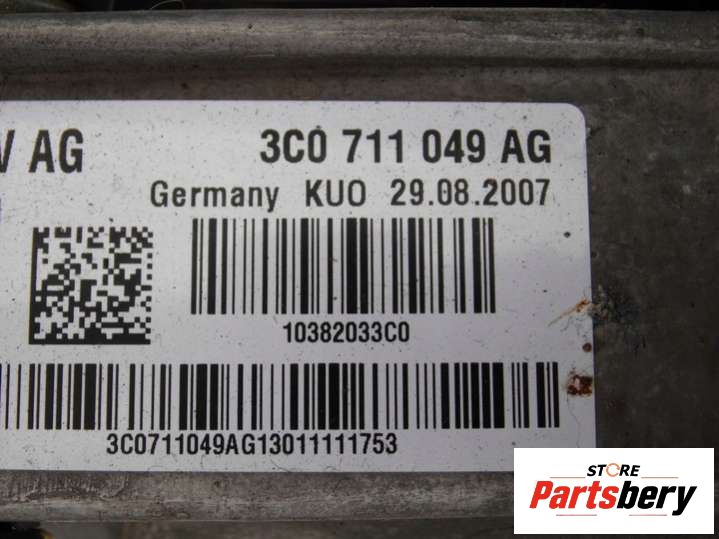 AG
3C0 711 049 AG
Germany KUO 29.08.2007
10382033C0
3C0711049AG13011111753
STORE
Partsbery